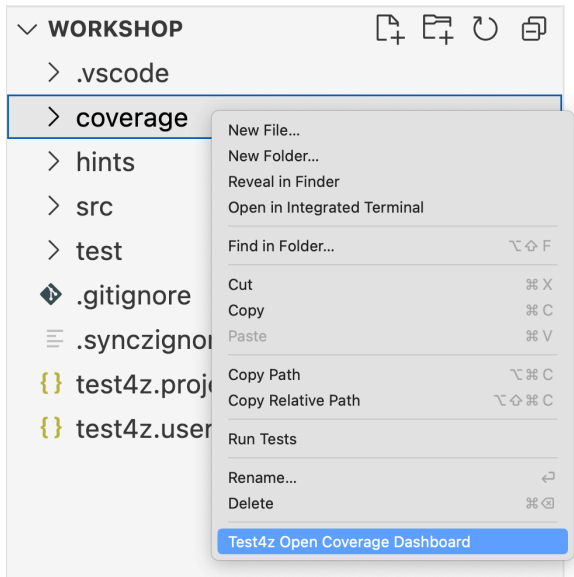 WORKSHOP
.vscode
coverage
hints
src
test
.gitignore
.synczignor
test4z.proje
test4z.user
New File...
New Folder...
Reveal in Finder
Open in Integrated Terminal
Find in Folder... ⌥⇧ F
Cut ⌘ X
Copy ⌘ C
Paste ⌘ V
Copy Path ⌥⌘ C
Copy Relative Path ⌥⇧⌘ C
Run Tests
Rename... ⏎
Delete ⌘⌫
Test4z Open Coverage Dashboard